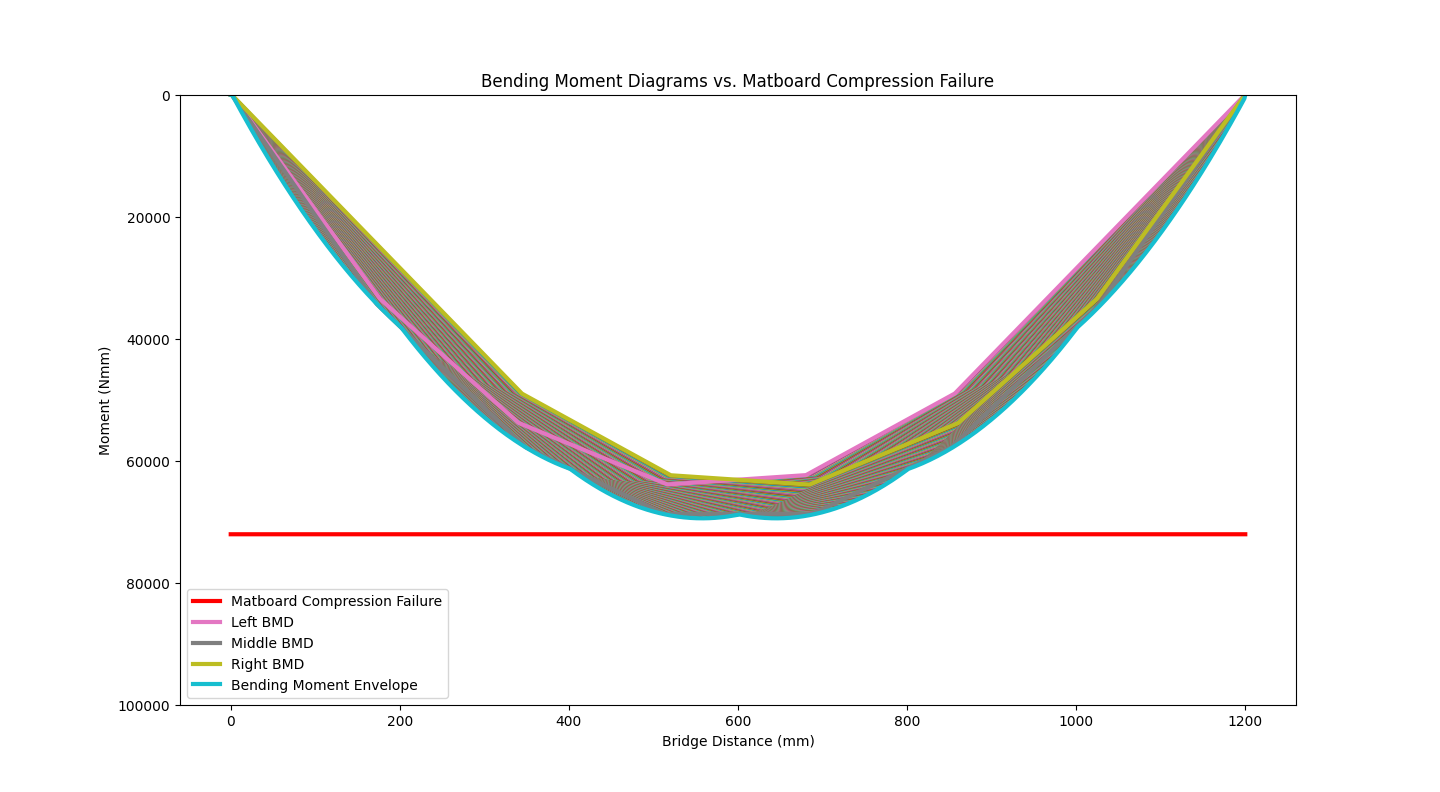 Bending Moment Diagrams vs. Matboard Compression Failure
0
20000
40000
60000
80000
100000
Moment (Nmm)
Matboard Compression Failure
Left BMD
Middle BMD
Right BMD
Bending Moment Envelope
0 200 400 600 800 1000 1200
Bridge Distance (mm)